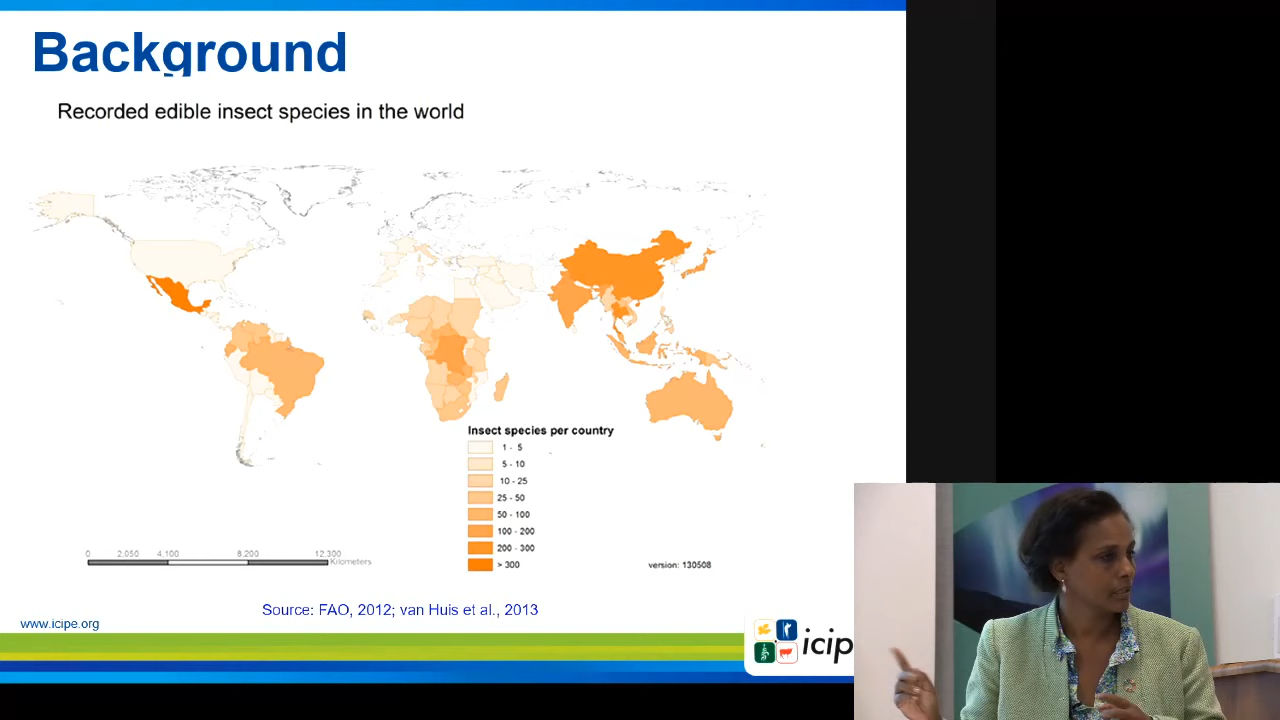 Background
Recorded edible insect species in the world
Insect species per country
1 - 5
5 - 10
10 - 25
25 - 50
50 - 100
100 - 200
200 - 300
> 300
0 2,050 4,100 8,200 12,300
Kilometers
version: 130508
Source: FAO, 2012; van Huis et al., 2013
www.icipe.org
icip